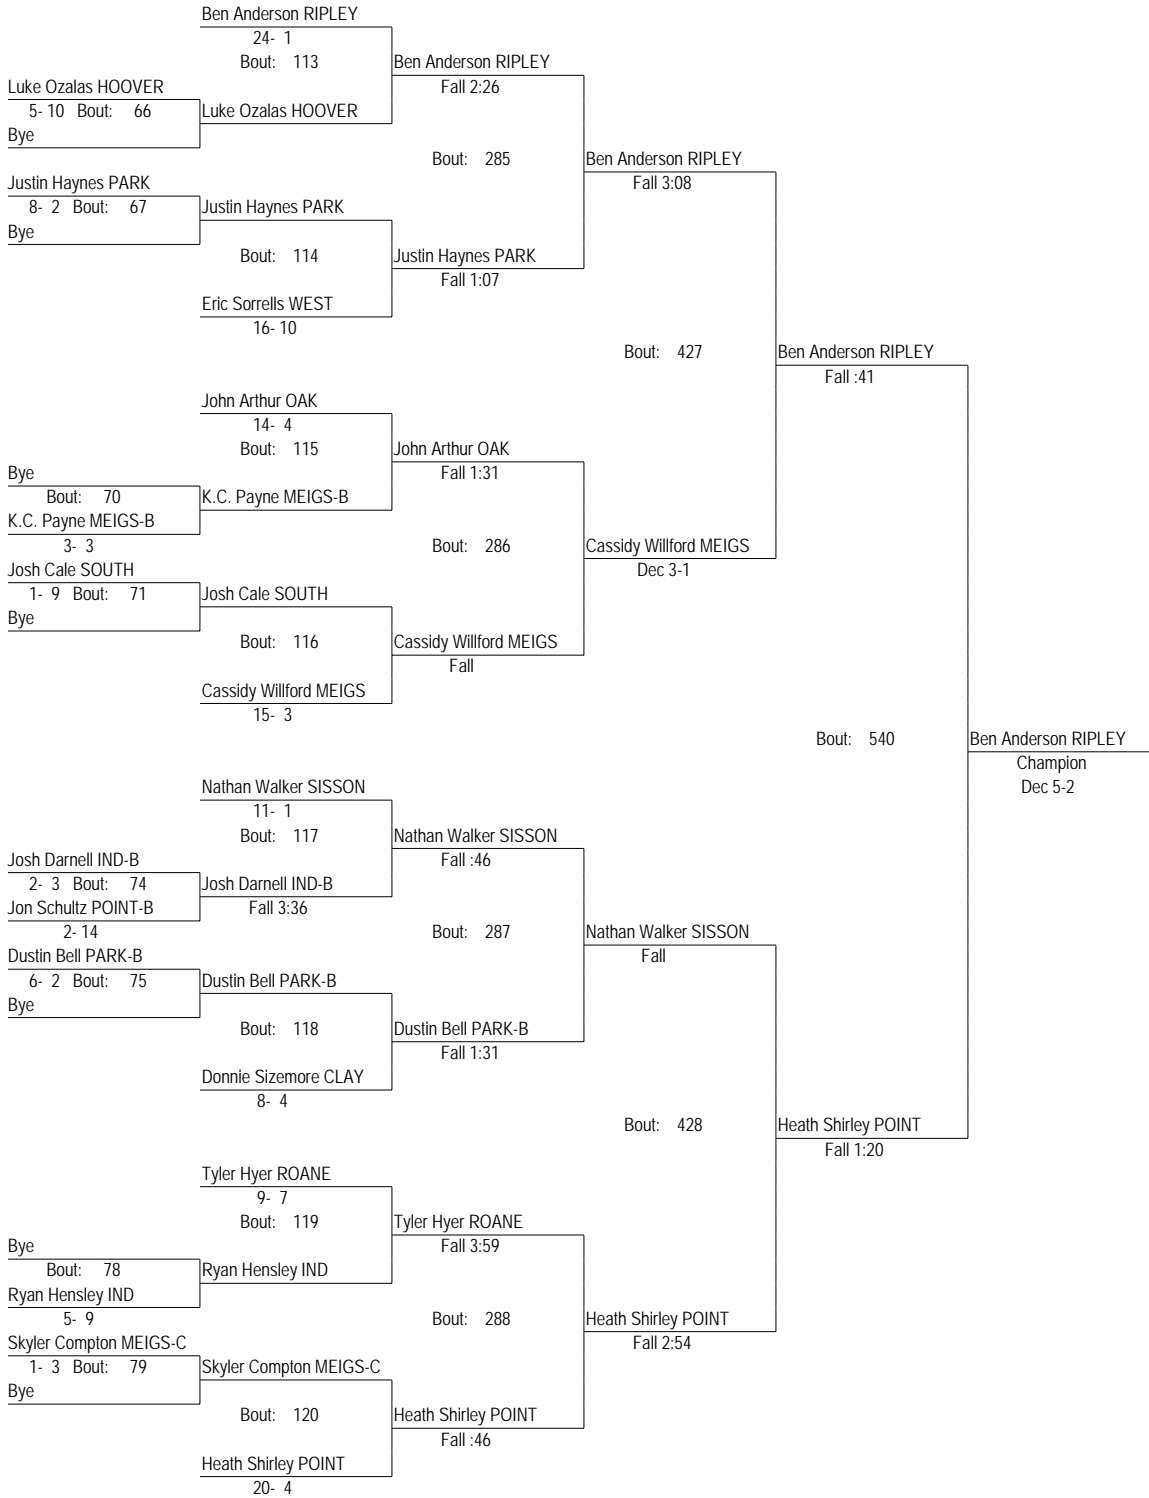 Ben Anderson RIPLEY
24- 1
Bout: 113
Ben Anderson RIPLEY
Fall 2:26
Luke Ozalas HOOVER
5- 10 Bout: 66
Luke Ozalas HOOVER
Bye
Bout: 285
Ben Anderson RIPLEY
Fall 3:08
Justin Haynes PARK
8- 2 Bout: 67
Justin Haynes PARK
Bye
Bout: 114
Justin Haynes PARK
Fall 1:07
Eric Sorrells WEST
16- 10
Bout: 427
Ben Anderson RIPLEY
Fall :41
John Arthur OAK
14- 4
Bout: 115
John Arthur OAK
Fall 1:31
Bye
Bout: 70
K.C. Payne MEIGS-B
K.C. Payne MEIGS-B
3- 3
Bout: 286
Cassidy Willford MEIGS
Dec 3-1
Josh Cale SOUTH
1- 9 Bout: 71
Josh Cale SOUTH
Bye
Bout: 116
Cassidy Willford MEIGS
Fall
Cassidy Willford MEIGS
15- 3
Bout: 540
Ben Anderson RIPLEY
Champion
Dec 5-2
Nathan Walker SISSON
11- 1
Bout: 117
Nathan Walker SISSON
Fall :46
Josh Darnell IND-B
2- 3 Bout: 74
Josh Darnell IND-B
Fall 3:36
Jon Schultz POINT-B
2- 14
Bout: 287
Nathan Walker SISSON
Fall
Dustin Bell PARK-B
6- 2 Bout: 75
Dustin Bell PARK-B
Bye
Bout: 118
Dustin Bell PARK-B
Fall 1:31
Donnie Sizemore CLAY
8- 4
Bout: 428
Heath Shirley POINT
Fall 1:20
Tyler Hyer ROANE
9- 7
Bout: 119
Tyler Hyer ROANE
Fall 3:59
Bye
Bout: 78
Ryan Hensley IND
Ryan Hensley IND
5- 9
Bout: 288
Heath Shirley POINT
Fall 2:54
Skyler Compton MEIGS-C
1- 3 Bout: 79
Skyler Compton MEIGS-C
Bye
Bout: 120
Heath Shirley POINT
Fall :46
Heath Shirley POINT
20- 4